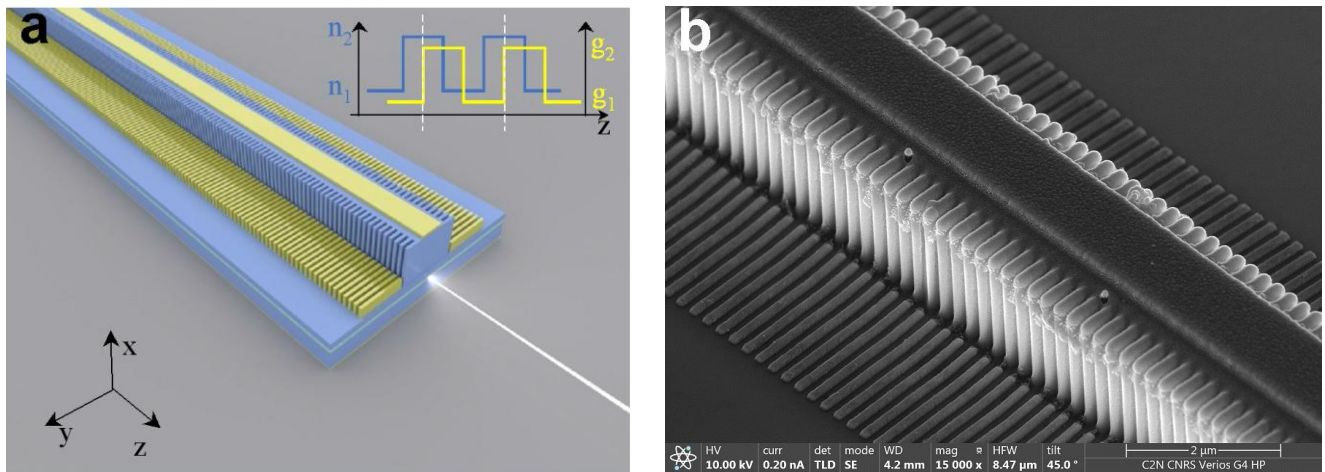 a
n₂
g₂
n₁
g₁
z
x
y
z
b
HV curr det mode WD mag HFW tilt
10.00 kV 0.20 nA TLD SE 4.2 mm 15 000 x 8.47 µm 45.0 °
2 µm
C2N CNRS Verios G4 HP